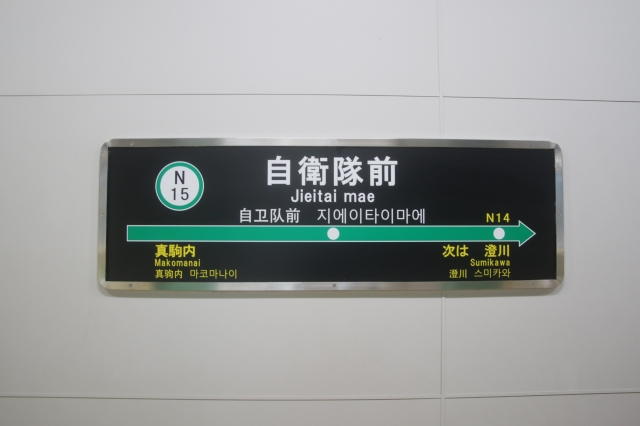 N
15
自衛隊前
Jieitai mae
自卫队前 지에이타이마에
N14
真駒内
Makomanai
真駒内 마코마나이
次は 澄川
Sumikawa
澄川 스미카와